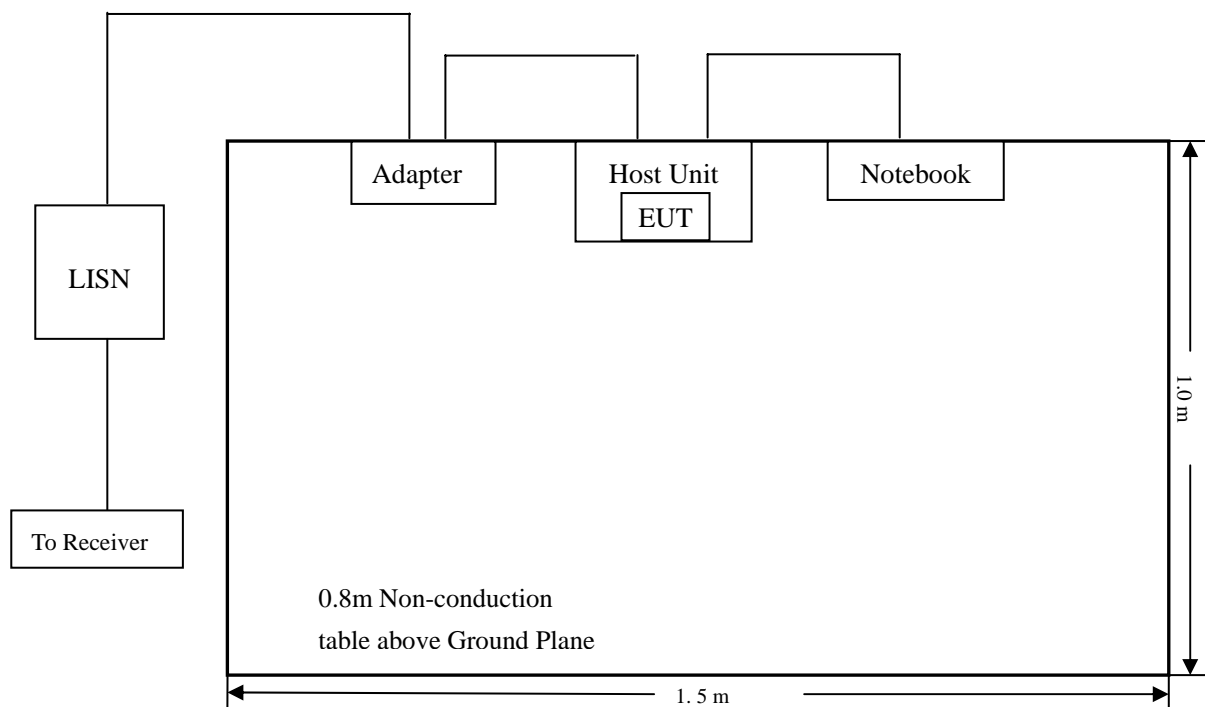 Adapter
Host Unit
EUT
Notebook
LISN
To Receiver
1.0 m
0.8m Non-conduction
table above Ground Plane
1. 5 m